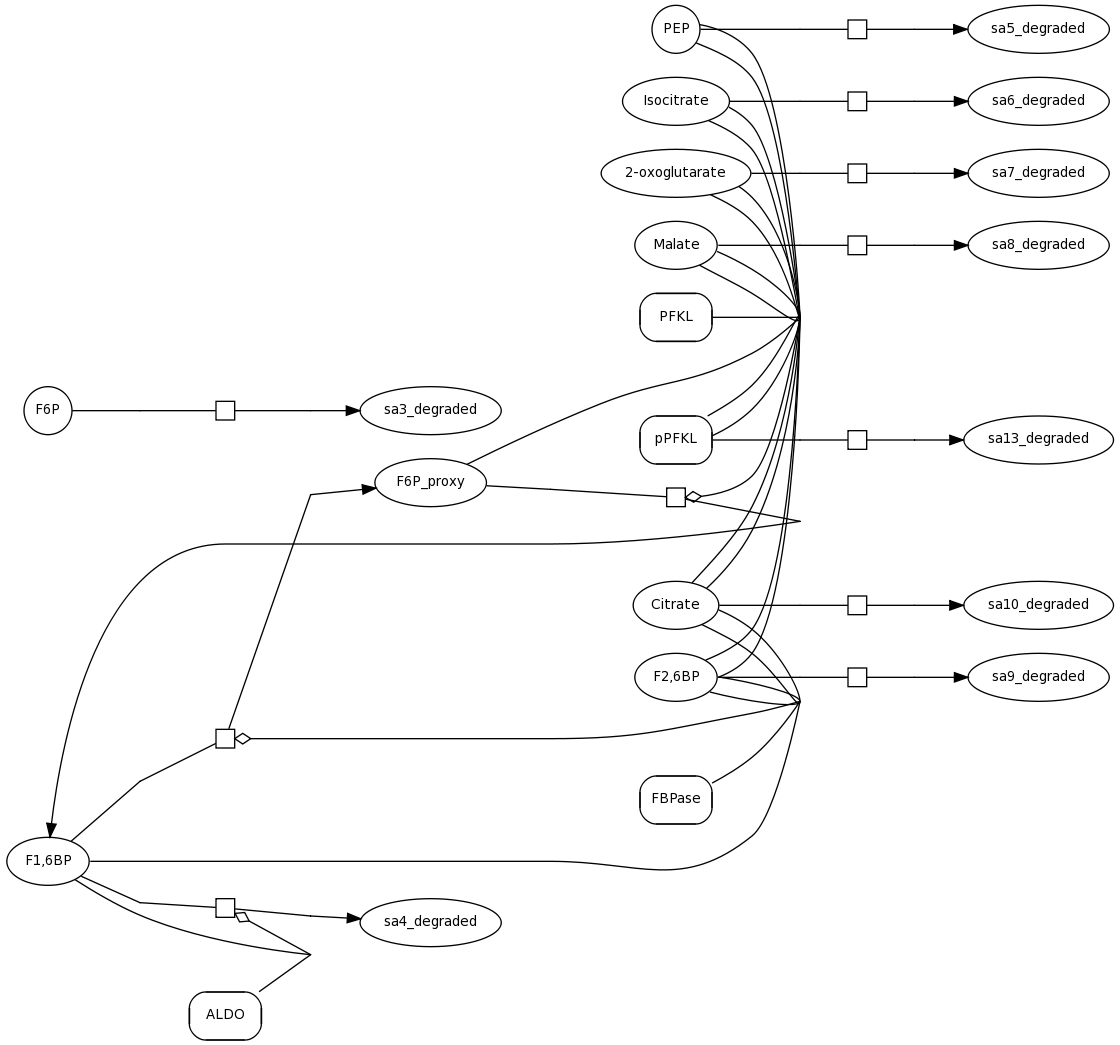 PEP
sa5_degraded
Isocitrate
sa6_degraded
2-oxoglutarate
sa7_degraded
Malate
sa8_degraded
PFKL
F6P
sa3_degraded
pPFKL
sa13_degraded
F6P_proxy
Citrate
sa10_degraded
F2,6BP
sa9_degraded
FBPase
F1,6BP
sa4_degraded
ALDO